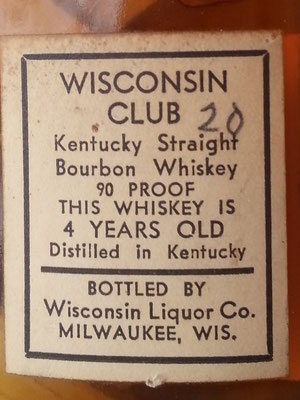 WISCONSIN
CLUB 20
Kentucky Straight
Bourbon Whiskey
90 PROOF
THIS WHISKEY IS
4 YEARS OLD
Distilled in Kentucky
BOTTLED BY
Wisconsin Liquor Co.
MILWAUKEE, WIS.